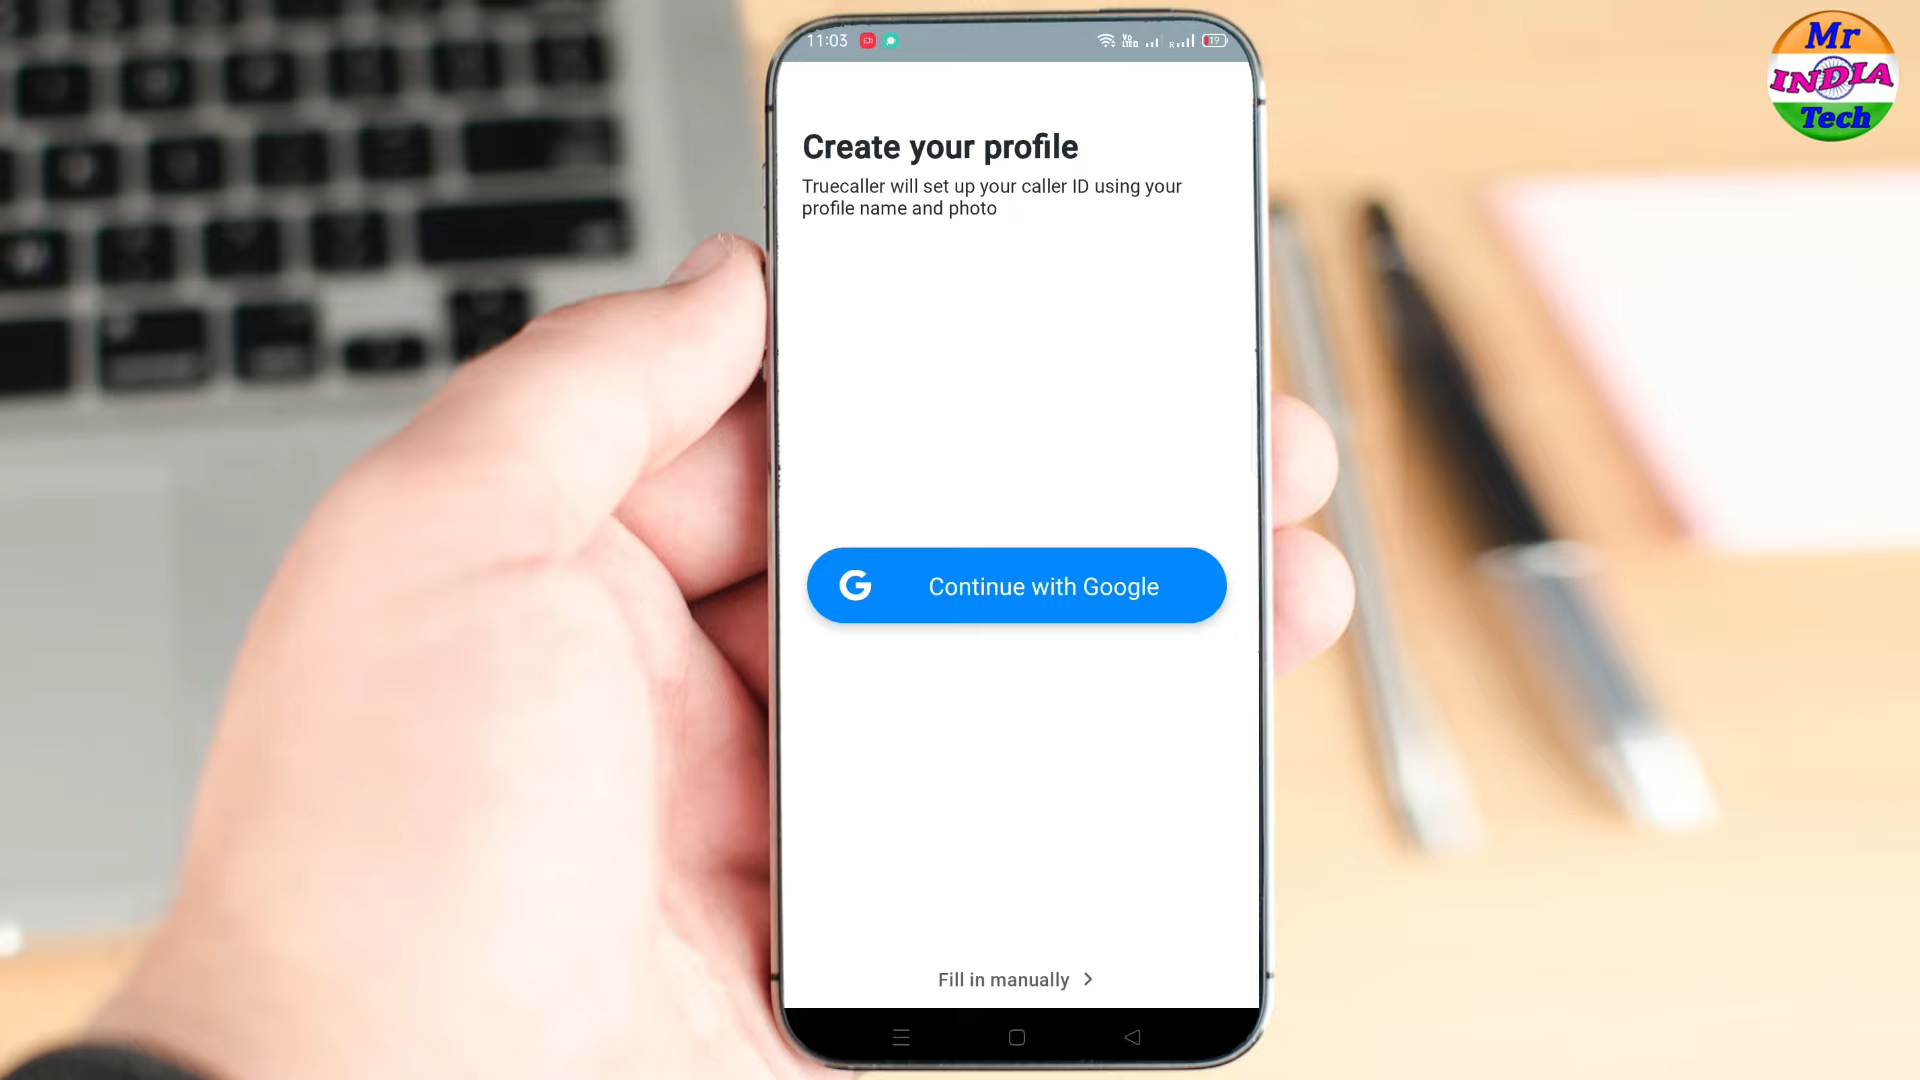 11:03
19
Mr
INDIA
Tech
Create your profile
Truecaller will set up your caller ID using your
profile name and photo
G Continue with Google
Fill in manually >